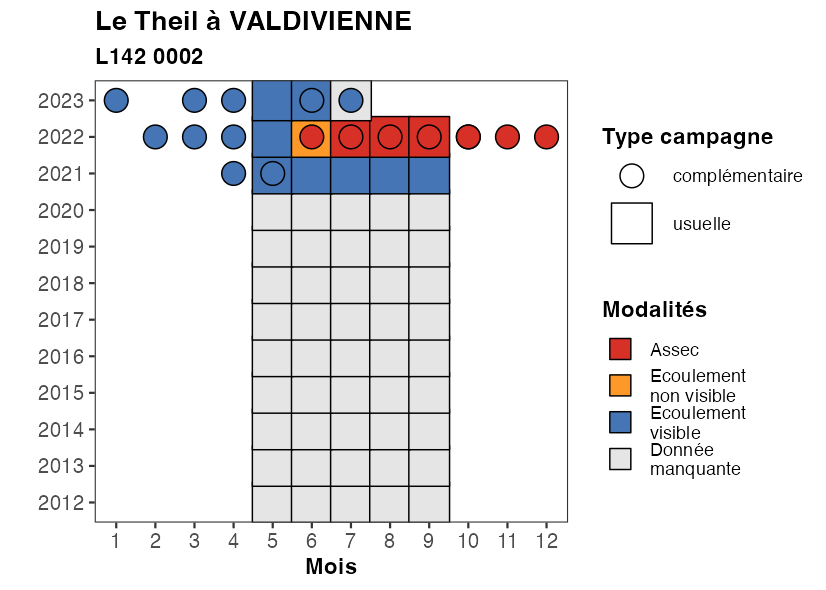 Le Theil à VALDIVIENNE
L142 0002
2023
2022
2021
2020
2019
2018
2017
2016
2015
2014
2013
2012
1 2 3 4 5 6 7 8 9 10 11 12
Mois
Type campagne
complémentaire
usuelle
Modalités
Assec
Ecoulement
non visible
Ecoulement
visible
Donnée
manquante